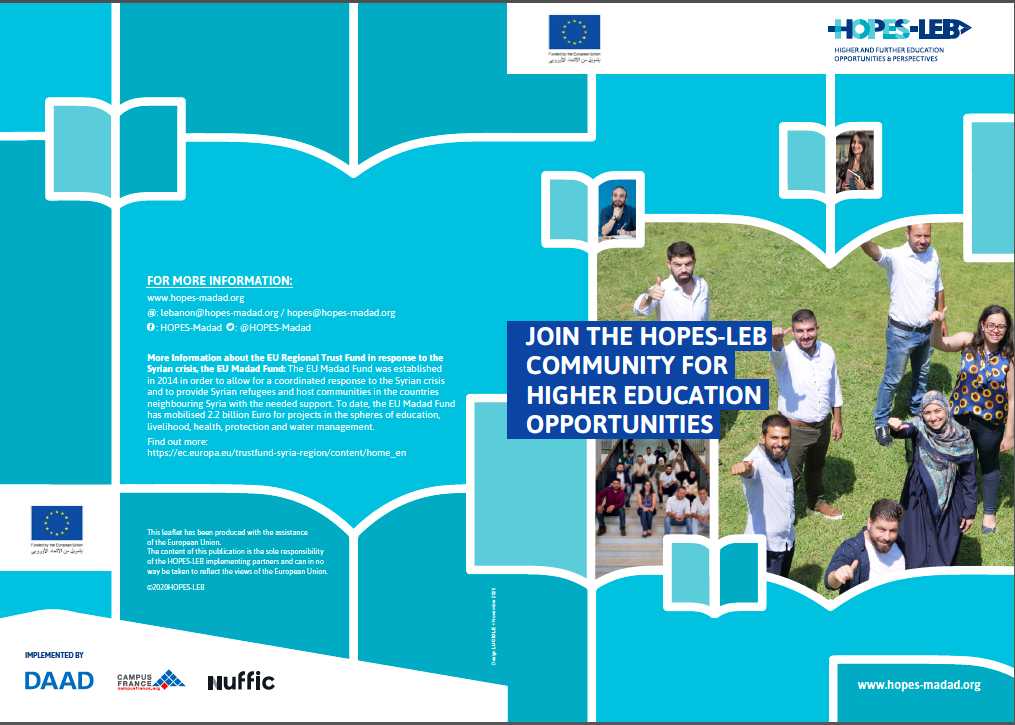 Funded by the European Union
بتمويل من الاتحاد الأوروبي
HOPES-LEB
HIGHER AND FURTHER EDUCATION
OPPORTUNITIES & PERSPECTIVES
JOIN THE HOPES-LEB
COMMUNITY FOR
HIGHER EDUCATION
OPPORTUNITIES
www.hopes-madad.org
FOR MORE INFORMATION:
www.hopes-madad.org
@: lebanon@hopes-madad.org / hopes@hopes-madad.org
: HOPES-Madad : @HOPES-Madad
More Information about the EU Regional Trust Fund in response to the
Syrian crisis, the EU Madad Fund: The EU Madad Fund was established
in 2014 in order to allow for a coordinated response to the Syrian crisis
and to provide Syrian refugees and host communities in the countries
neighbouring Syria with the needed support. To date, the EU Madad Fund
has mobilised 2.2 billion Euro for projects in the spheres of education,
livelihood, health, protection and water management.
Find out more:
https://ec.europa.eu/trustfund-syria-region/content/home_en
Funded by the European Union
بتمويل من الاتحاد الأوروبي
This leaflet has been produced with the assistance
of the European Union.
The content of this publication is the sole responsibility
of the HOPES-LEB implementing partners and can in no
way be taken to reflect the views of the European Union.
©2020HOPES-LEB
Design LUCIOLE • Novembre 2020
IMPLEMENTED BY
DAAD
CAMPUS
FRANCE
campusfrance.org
Nuffic